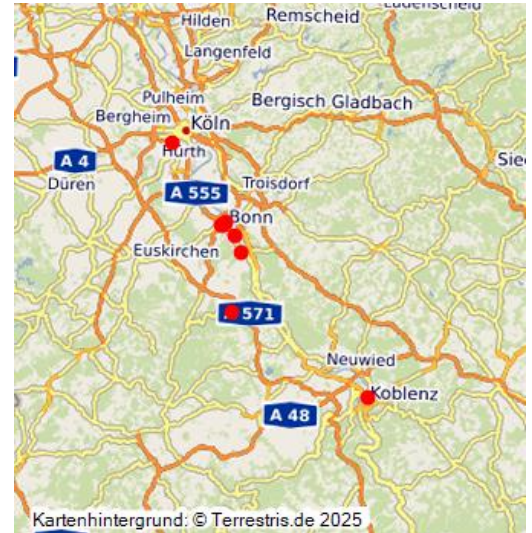 Remscheid
Hilden
Langenfeld
Pulheim
Bergheim
Bergisch Gladbach
Köln
Hürth
A 4
Düren
A 555
Troisdorf
Bonn
Euskirchen
571
Neuwied
Koblenz
A 48
Kartenhintergrund: © Terrestris.de 2025